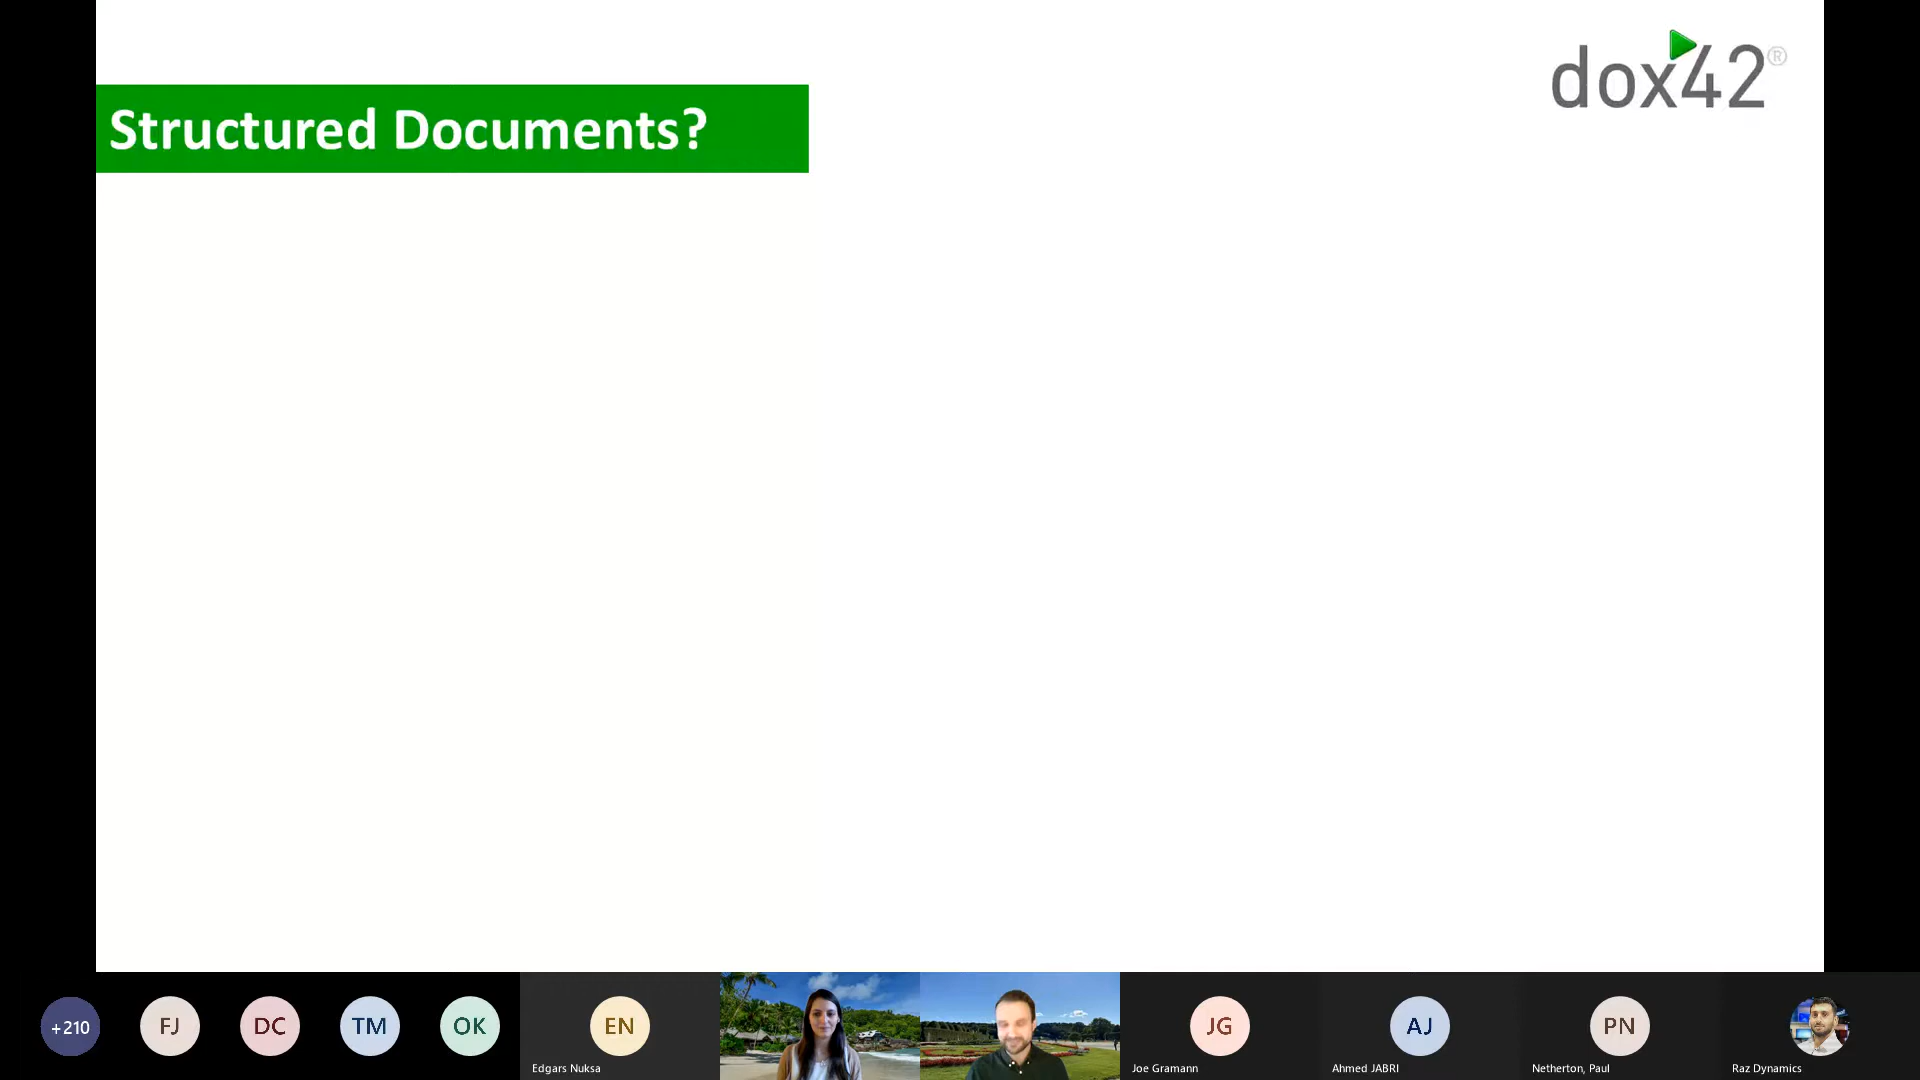 dox42®
Structured Documents?
+210
FJ
DC
TM
OK
EN
JG
AJ
PN
Edgars Nuksa
Joe Gramann
Ahmed JABRI
Netherton, Paul
Raz Dynamics